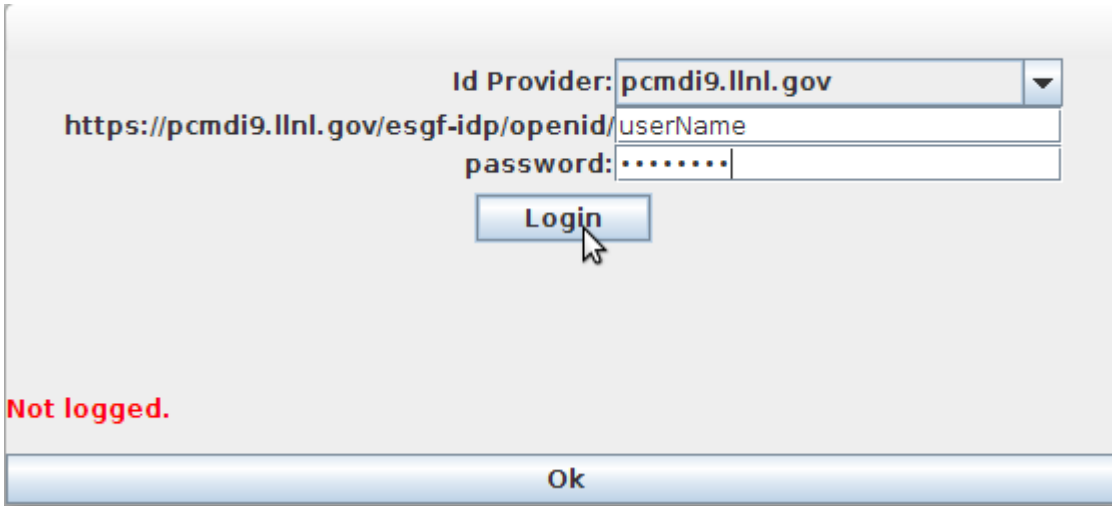 Id Provider: pcmdi9.llnl.gov
https://pcmdi9.llnl.gov/esgf-idp/openid/userName
password: ••••••••
Login
Not logged.
Ok